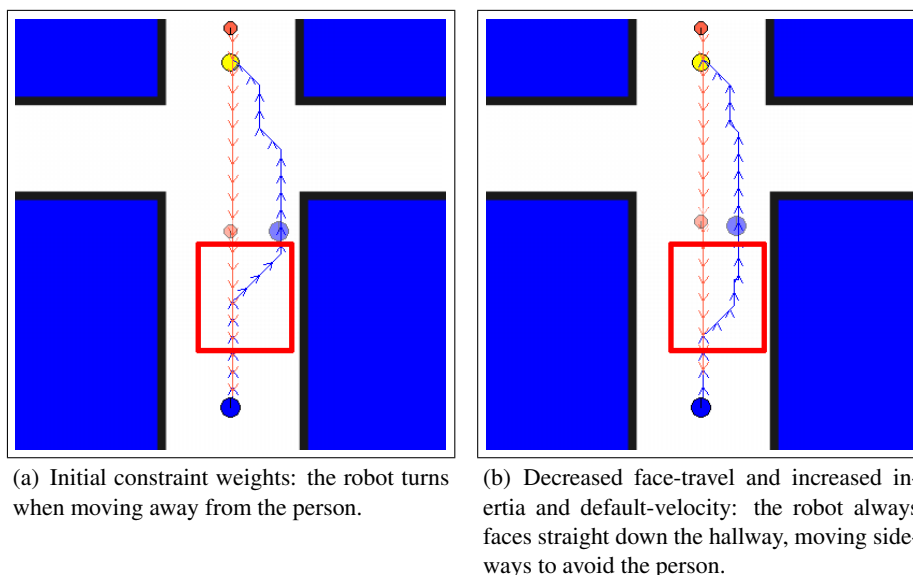 (a) Initial constraint weights: the robot turns
when moving away from the person.
(b) Decreased face-travel and increased in-
ertia and default-velocity: the robot always
faces straight down the hallway, moving side-
ways to avoid the person.